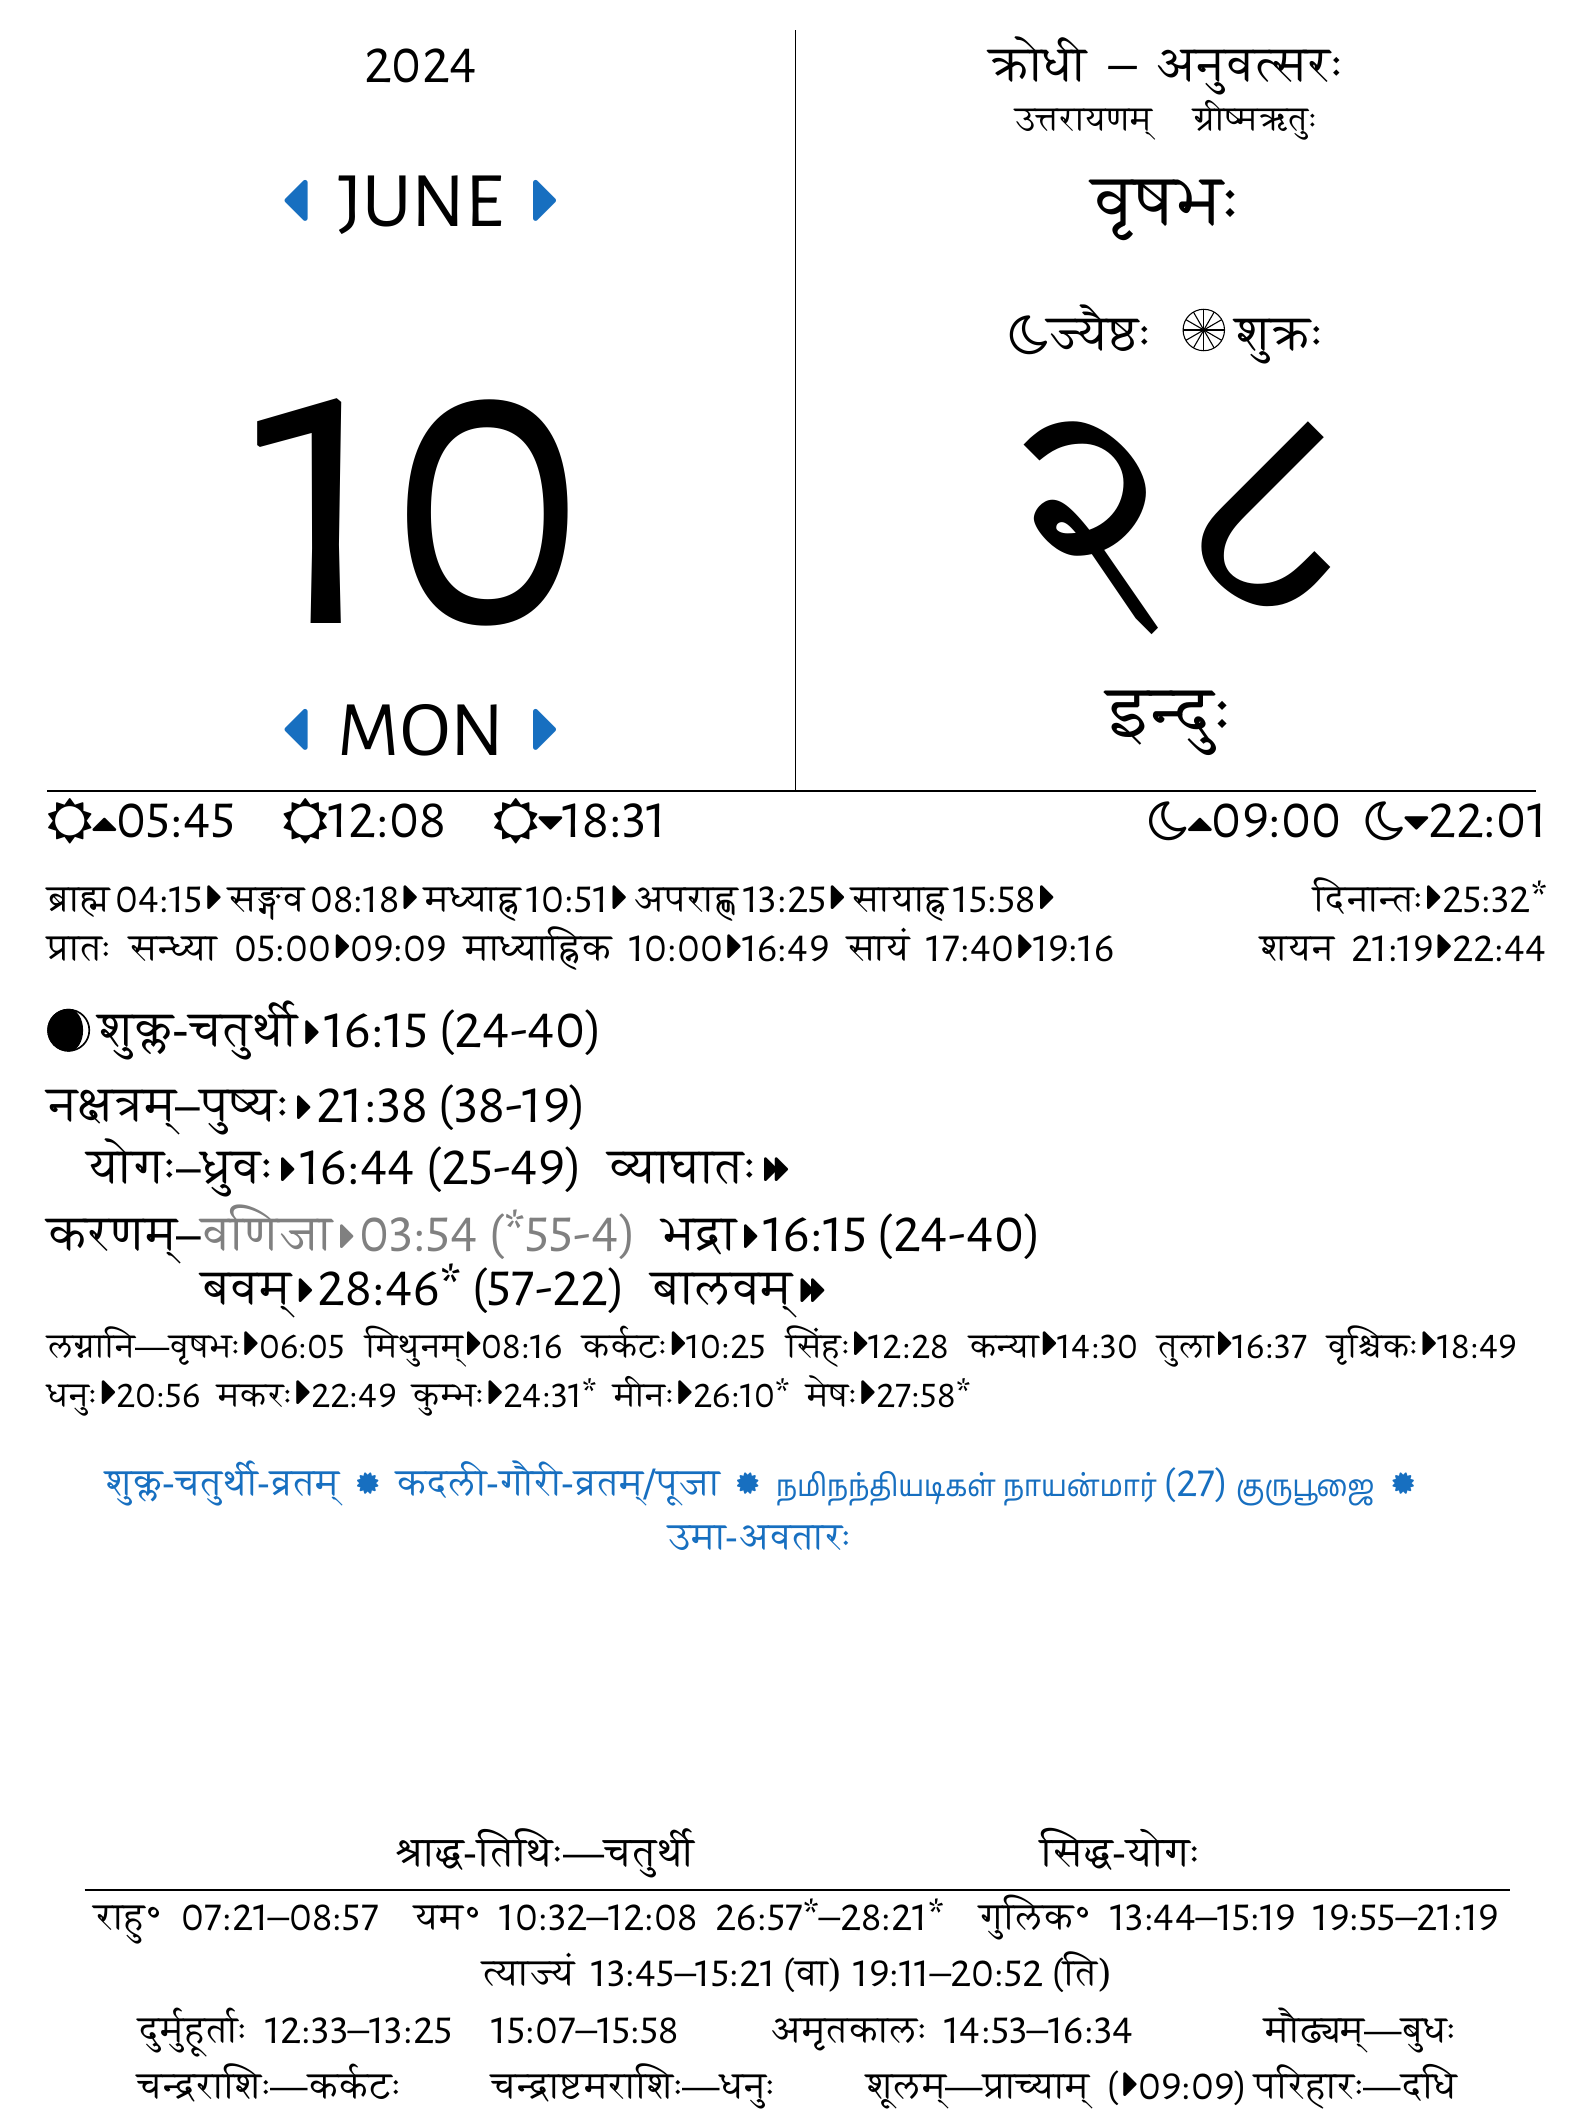 2024
JUNE
10
MON
क्रोधी – अनुवत्सरः
उत्तरायणम् ग्रीष्मऋतुः
वृषभः
ज्यैष्ठः शुक्रः
२८
इन्दुः
05:45 12:08 18:31 09:00 22:01
ब्राह्म 04:15 सङ्गव 08:18 मध्याह्न 10:51 अपराह्ण 13:25 सायाह्न 15:58 दिनान्तः 25:32*
प्रातः सन्ध्या 05:00 09:09 माध्याह्निक 10:00 16:49 सायं 17:40 19:16 शयन 21:19 22:44
शुक्ल-चतुर्थी 16:15 (24-40)
नक्षत्रम्–पुष्यः 21:38 (38-19)
योगः–ध्रुवः 16:44 (25-49) व्याघातः
करणम्–वणिजा 03:54 (*55-4) भद्रा 16:15 (24-40)
बवम् 28:46* (57-22) बालवम्
लग्नानि—वृषभः 06:05 मिथुनम् 08:16 कर्कटः 10:25 सिंहः 12:28 कन्या 14:30 तुला 16:37 वृश्चिकः 18:49
धनुः 20:56 मकरः 22:49 कुम्भः 24:31* मीनः 26:10* मेषः 27:58*
शुक्ल-चतुर्थी-व्रतम् कदली-गौरी-व्रतम्/पूजा நமிநந்தியடிகள் நாயன்மார் (27) குருபூஜை
उमा-अवतारः
श्राद्ध-तिथिः—चतुर्थी सिद्ध-योगः
राहु॰ 07:21–08:57 यम॰ 10:32–12:08 26:57*–28:21* गुलिक॰ 13:44–15:19 19:55–21:19
त्याज्यं 13:45–15:21 (वा) 19:11–20:52 (ति)
दुर्मुहूर्ताः 12:33–13:25 15:07–15:58 अमृतकालः 14:53–16:34 मौढ्यम्—बुधः
चन्द्रराशिः—कर्कटः चन्द्राष्टमराशिः—धनुः शूलम्—प्राच्याम् ( 09:09) परिहारः—दधि